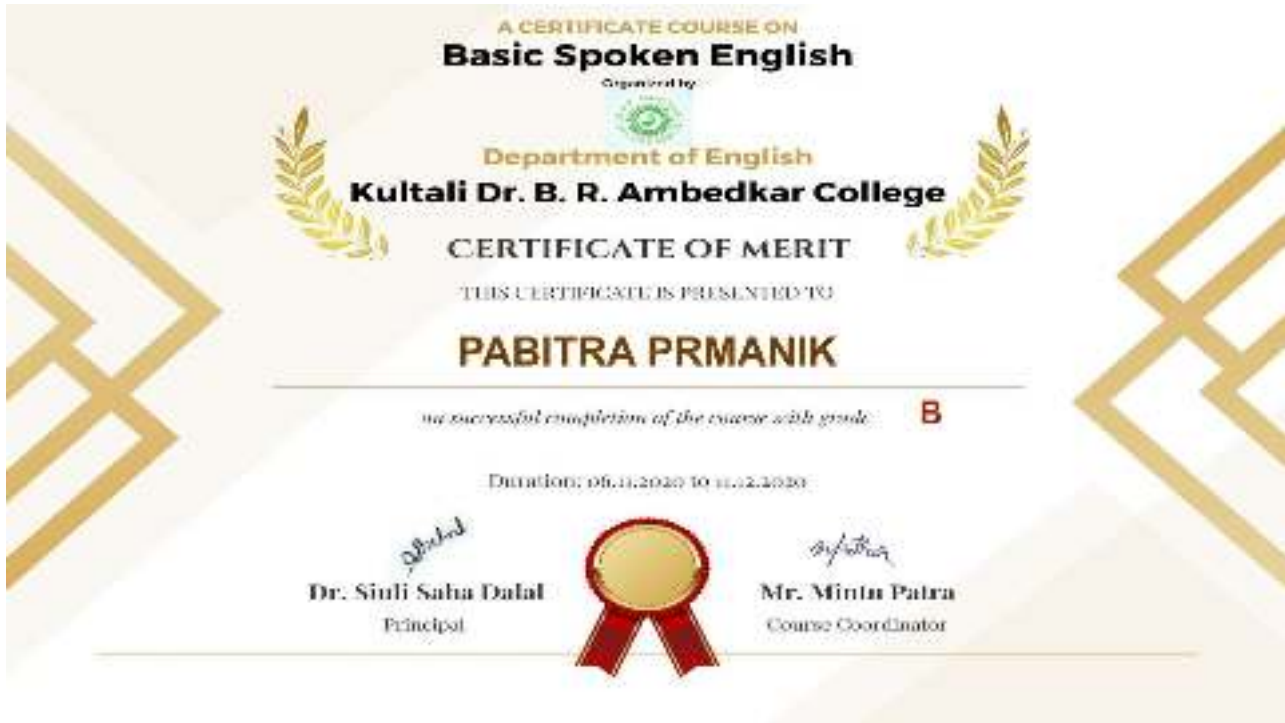 A CERTIFICATE COURSE ON
Basic Spoken English
Organized by
Department of English
Kultali Dr. B. R. Ambedkar College
CERTIFICATE OF MERIT
THIS CERTIFICATE IS PRESENTED TO
PABITRA PRMANIK
on successful completion of the course with grade B
Duration: 06.11.2020 to 11.12.2020
Dr. Siuli Saha Dalal
Principal
Mr. Mintu Patra
Course Coordinator